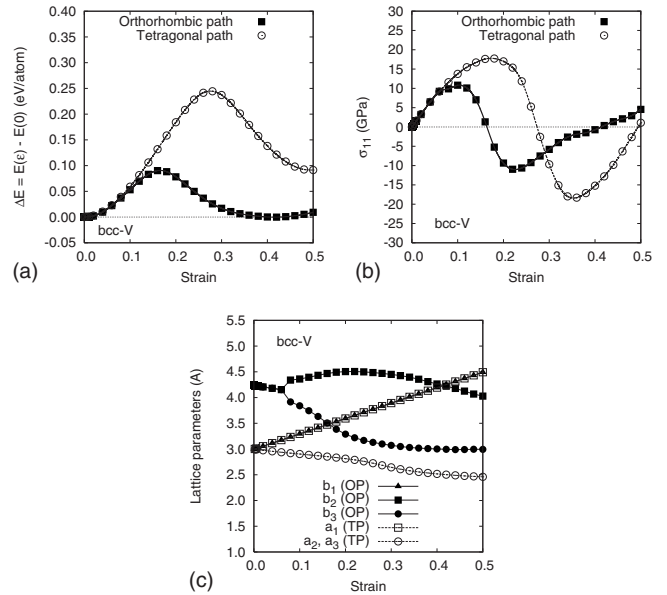 Orthorhombic path
Tetragonal path
ΔE = E(ε) - E(0) (eV/atom)
0.40
0.35
0.30
0.25
0.20
0.15
0.10
0.05
0.00
-0.05
bcc-V
0.0 0.1 0.2 0.3 0.4 0.5
Strain
(a)
Orthorhombic path
Tetragonal path
σ11 (GPa)
30
25
20
15
10
5
0
-5
-10
-15
-20
-25
-30
bcc-V
0.0 0.1 0.2 0.3 0.4 0.5
Strain
(b)
bcc-V
Lattice parameters (A)
5.5
5.0
4.5
4.0
3.5
3.0
2.5
2.0
1.5
1.0
b1 (OP)
b2 (OP)
b3 (OP)
a1 (TP)
a2, a3 (TP)
0.0 0.1 0.2 0.3 0.4 0.5
Strain
(c)